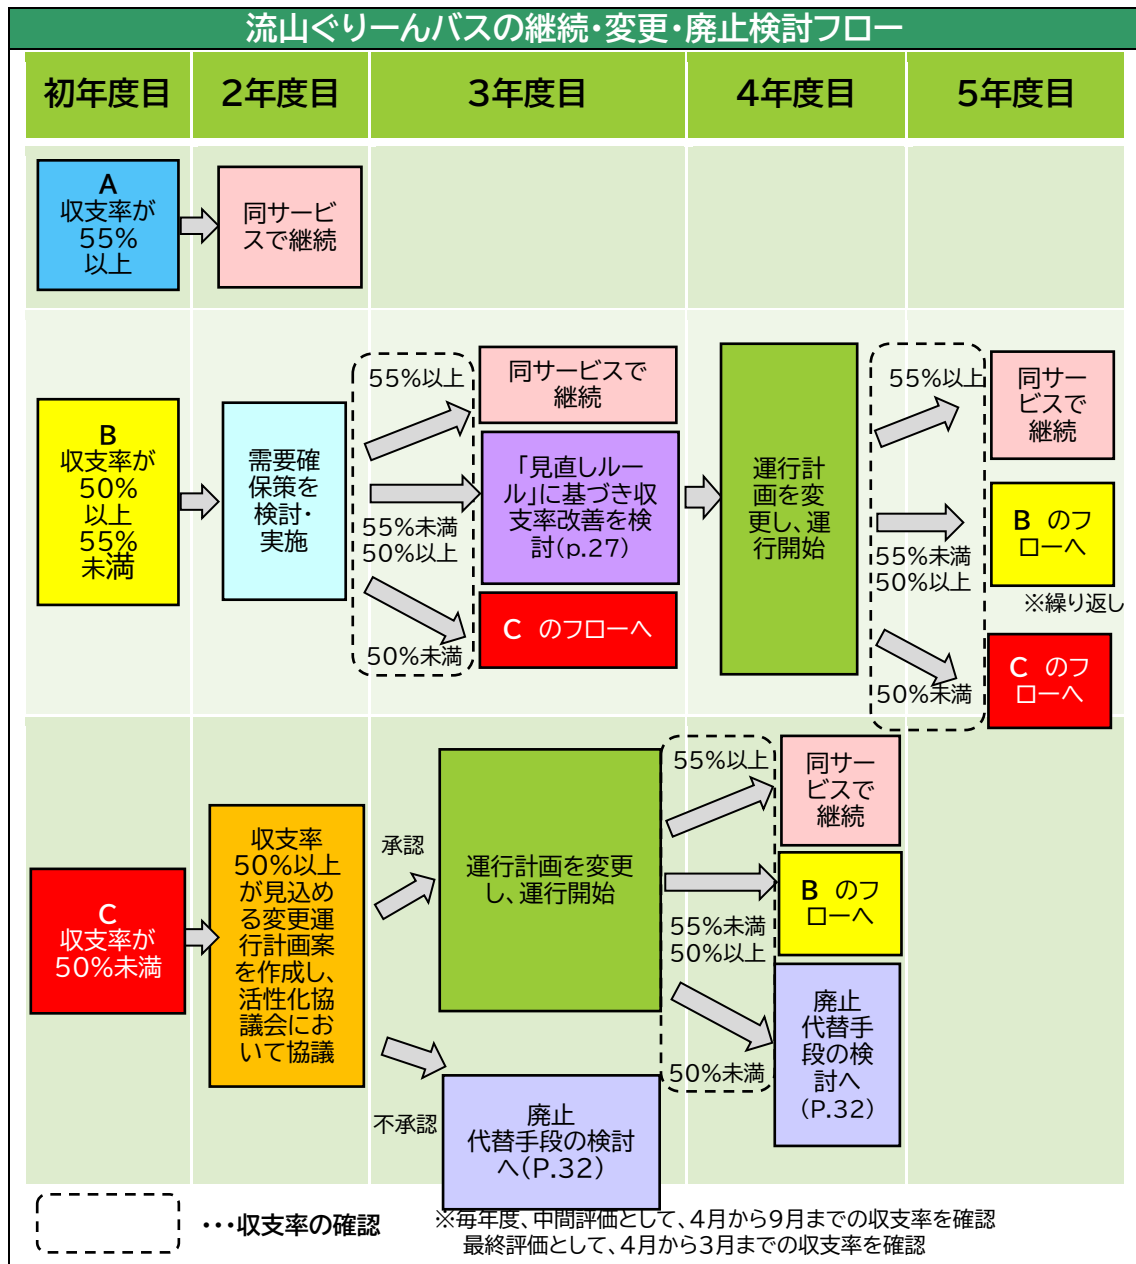 流山ぐりーんバスの継続・変更・廃止検討フロー
初年度目
2年度目
3年度目
4年度目
5年度目
A
収支率が
55%
以上
同サービ
スで継続
B
収支率が
50%
以上
55%
未満
需要確
保策を
検討・
実施
55%以上
55%未満
50%以上
50%未満
同サービスで
継続
「見直しルー
ル」に基づき収
支率改善を検
討(p.27)
C のフローへ
運行計
画を変
更し、運
行開始
55%以上
55%未満
50%以上
50%未満
同サー
ビスで
継続
B のフ
ローへ
※繰り返し
C のフ
ローへ
C
収支率が
50%未満
収支率
50%以上
が見込め
る変更運
行計画案
を作成し、
活性化協
議会にお
いて協議
承認
不承認
運行計画を変更
し、運行開始
廃止
代替手段の検討
へ(P.32)
55%以上
55%未満
50%以上
50%未満
同サー
ビスで
継続
B のフ
ローへ
廃止
代替手
段の検
討へ
(P.32)
・・・収支率の確認
※毎年度、中間評価として、4月から9月までの収支率を確認
最終評価として、4月から3月までの収支率を確認